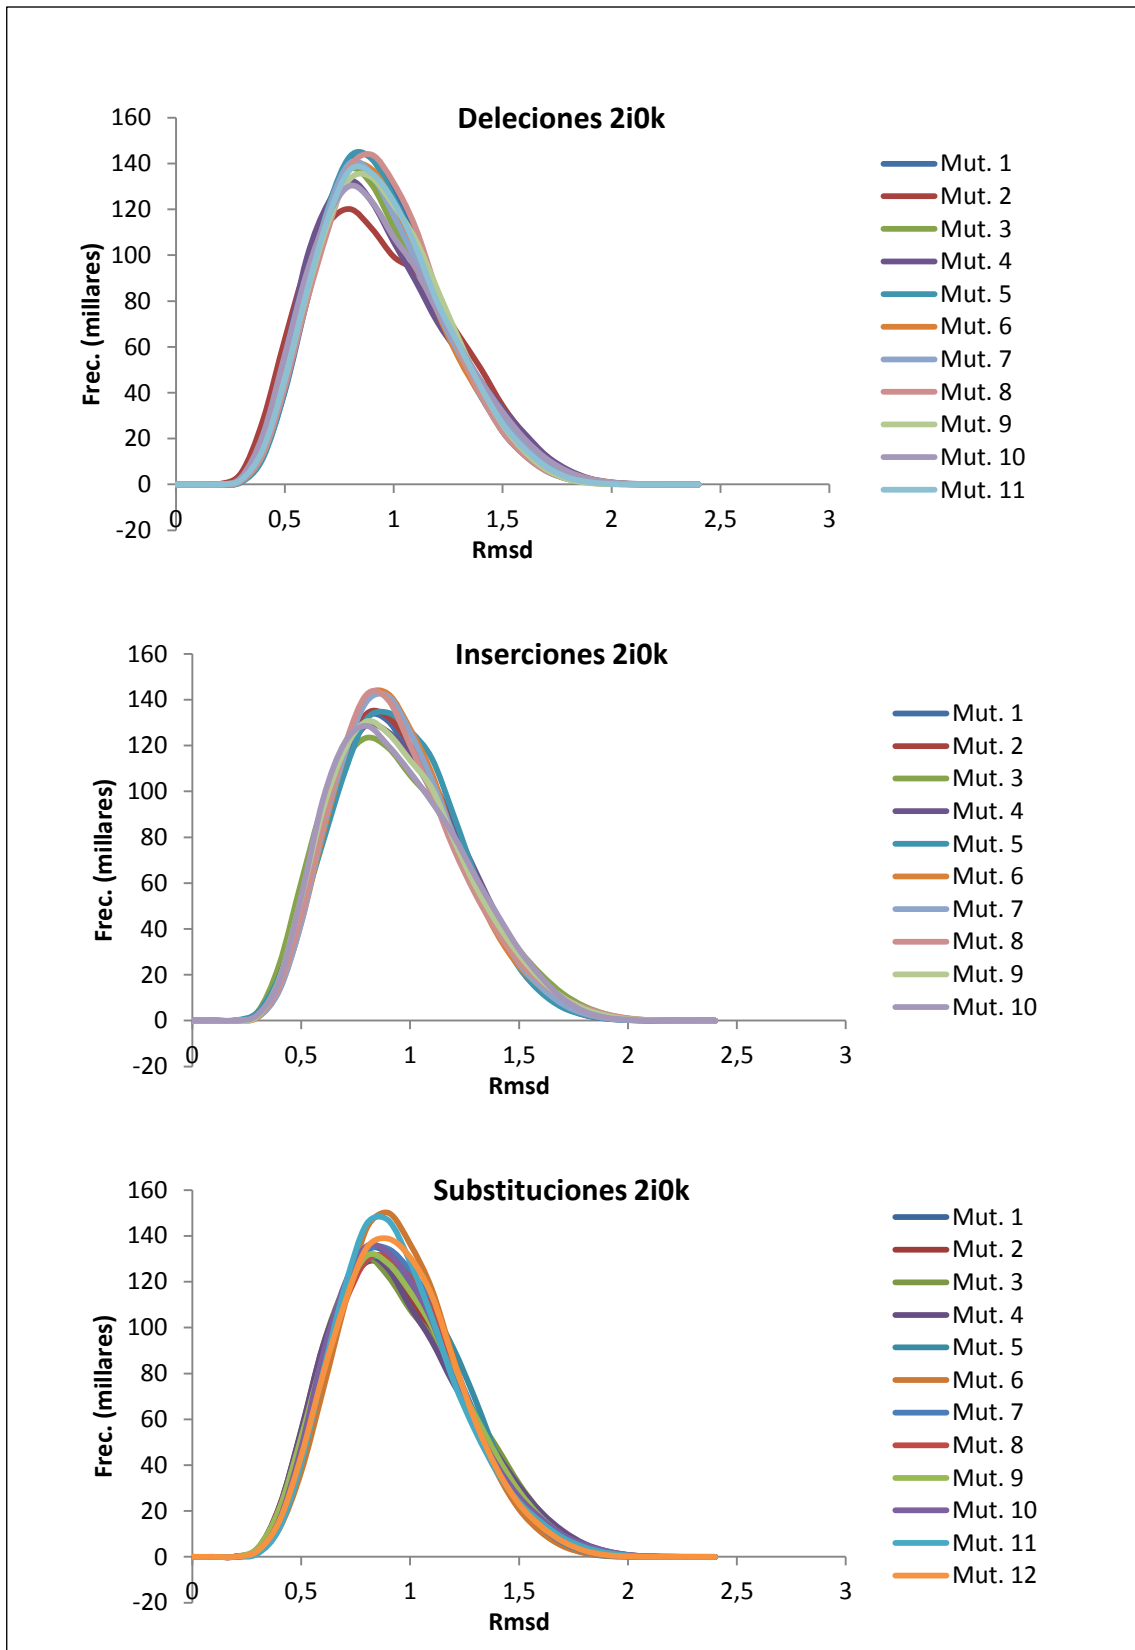 Deleciones 2i0k
160
140
120
100
80
60
40
20
0
-20
Frec. (millares)
0 0,5 1 1,5 2 2,5 3
Rmsd
Mut. 1
Mut. 2
Mut. 3
Mut. 4
Mut. 5
Mut. 6
Mut. 7
Mut. 8
Mut. 9
Mut. 10
Mut. 11
Inserciones 2i0k
160
140
120
100
80
60
40
20
0
-20
Frec. (millares)
0 0,5 1 1,5 2 2,5 3
Rmsd
Mut. 1
Mut. 2
Mut. 3
Mut. 4
Mut. 5
Mut. 6
Mut. 7
Mut. 8
Mut. 9
Mut. 10
Substituciones 2i0k
160
140
120
100
80
60
40
20
0
-20
Frec. (millares)
0 0,5 1 1,5 2 2,5 3
Rmsd
Mut. 1
Mut. 2
Mut. 3
Mut. 4
Mut. 5
Mut. 6
Mut. 7
Mut. 8
Mut. 9
Mut. 10
Mut. 11
Mut. 12